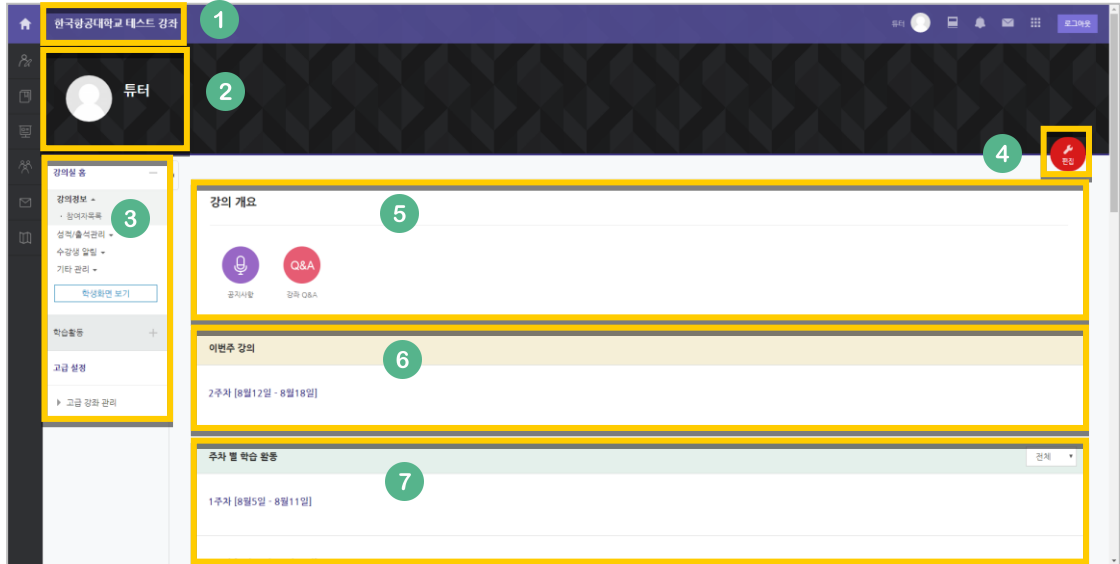 한국항공대학교 테스트 강좌
1
튜터
로그아웃
튜터
2
4
편집
강의실 홈
강의정보
· 참여자목록
3
성적/출석관리
수강생 알림
기타 관리
학생화면 보기
학습활동
고급 설정
고급 강좌 관리
강의 개요
5
Q&A
공지사항
강좌 Q&A
이번주 강의
6
2주차 [8월12일 - 8월18일]
주차 별 학습 활동
전체
7
1주차 [8월5일 - 8월11일]